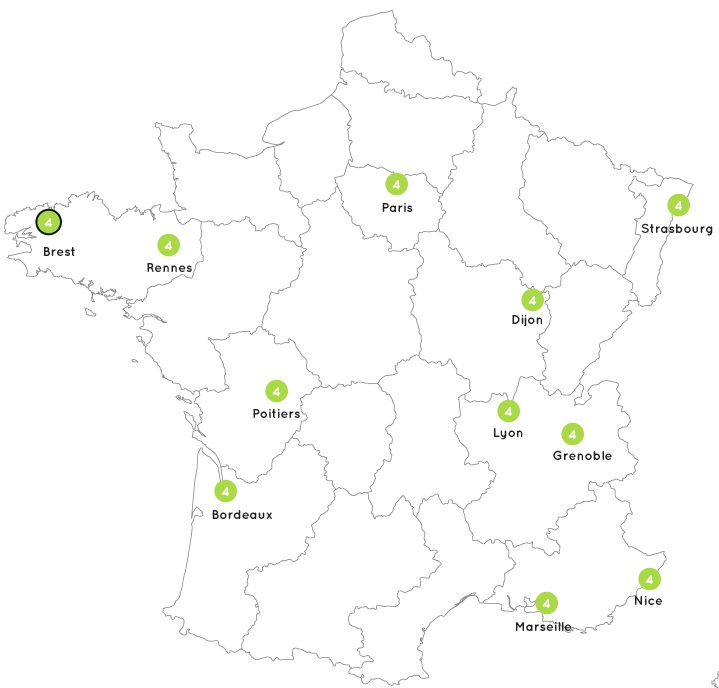 4
Paris
4
Strasbourg
4
Brest
4
Rennes
4
Dijon
4
Poitiers
4
Lyon
4
Grenoble
4
Bordeaux
4
Nice
4
Marseille